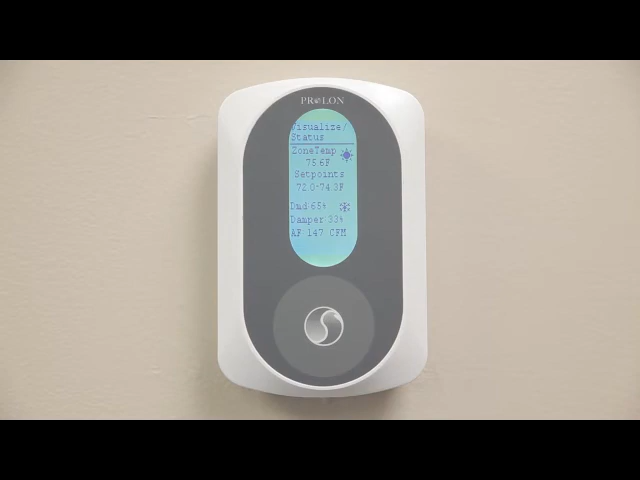 PROLON
Visualize/
Status
ZoneTemp
75.6F
Setpoints
72.0-74.3F
Dmd 65%
Damper 33%
AF 147 CFM